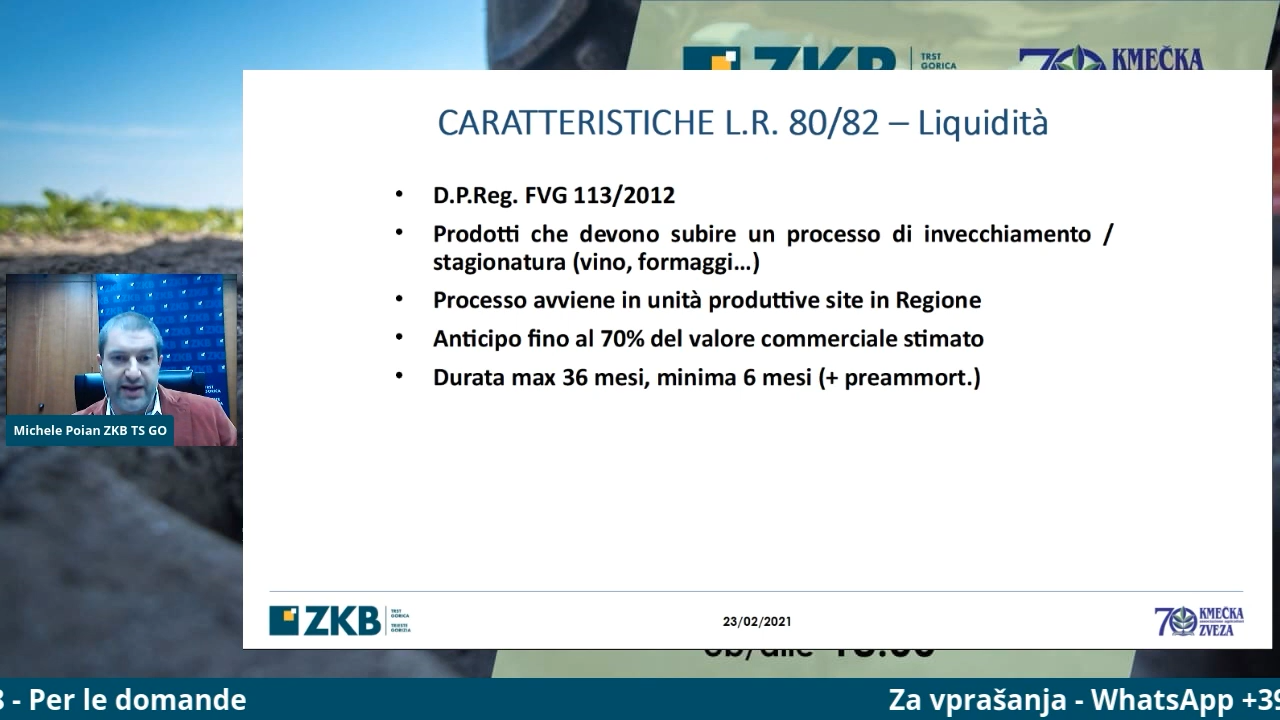 ZKB
TRST
GORICA
70 KMEČKA
CARATTERISTICHE L.R. 80/82 – Liquidità
• D.P.Reg. FVG 113/2012
• Prodotti che devono subire un processo di invecchiamento /
stagionatura (vino, formaggi…)
• Processo avviene in unità produttive site in Regione
• Anticipo fino al 70% del valore commerciale stimato
• Durata max 36 mesi, minima 6 mesi (+ preammort.)
Michele Poian ZKB TS GO
ZKB
TRST
GORICA
TRIESTE
GORIZIA
23/02/2021
70 KMEČKA
ZVEZA
ob/alle
- Per le domande
Za vprašanja - WhatsApp +39